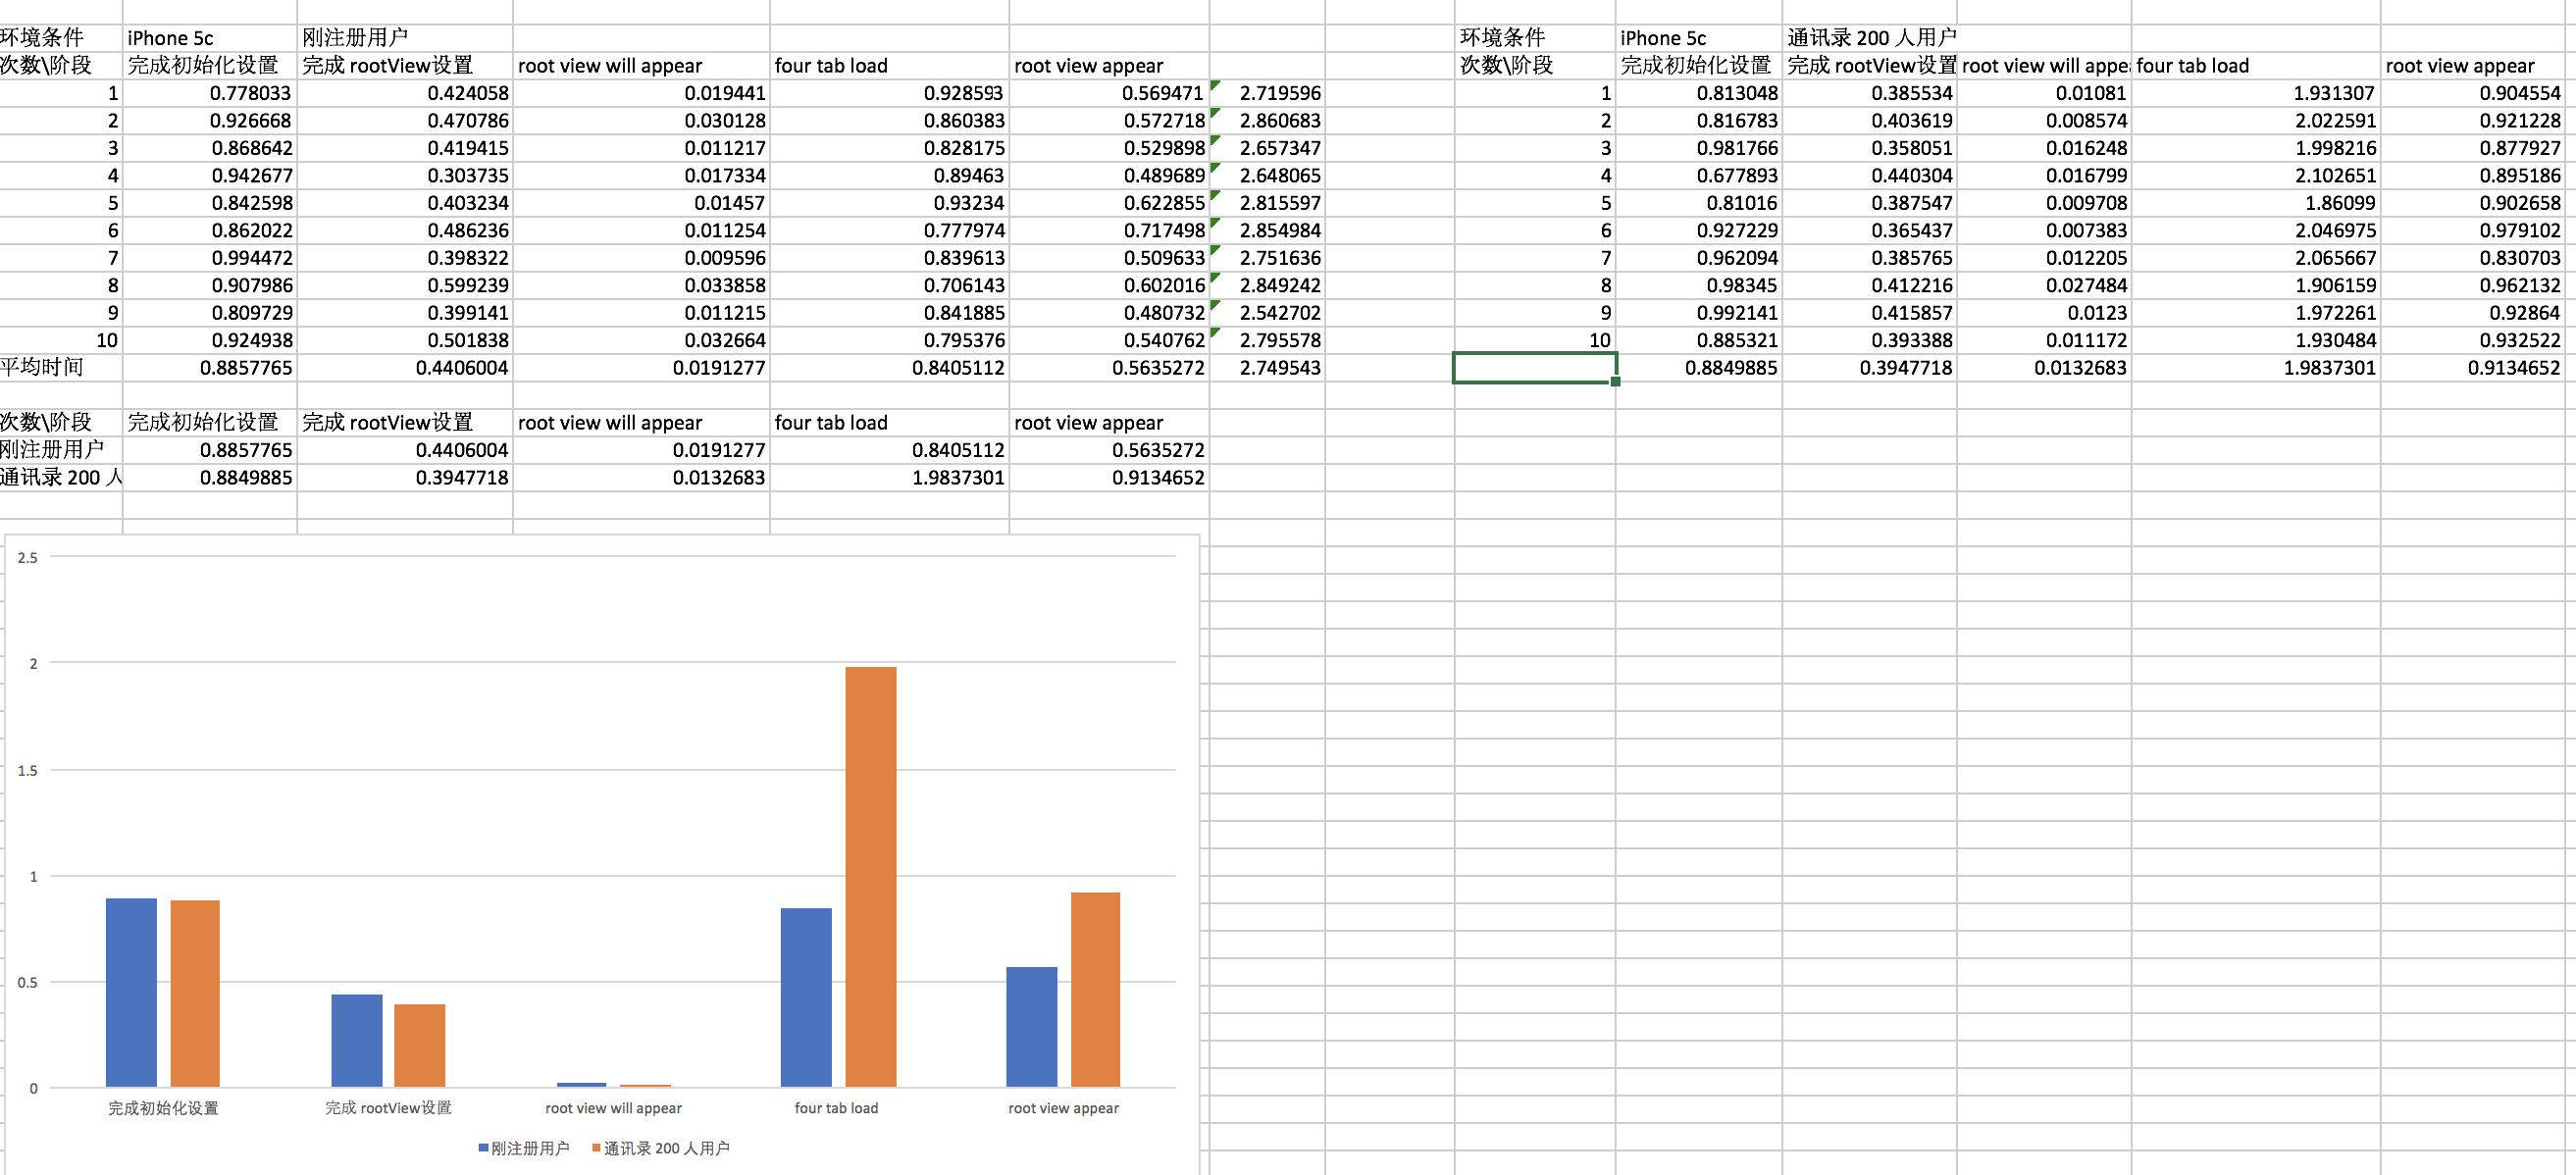 环境条件 iPhone 5c 刚注册用户
次数\阶段 完成初始化设置 完成 rootView设置 root view will appear four tab load root view appear
1 0.778033 0.424058 0.019441 0.928593 0.569471 2.719596
2 0.926668 0.470786 0.030128 0.860383 0.572718 2.860683
3 0.868642 0.419415 0.011217 0.828175 0.529898 2.657347
4 0.942677 0.303735 0.017334 0.89463 0.489689 2.648065
5 0.842598 0.403234 0.01457 0.93234 0.622855 2.815597
6 0.862022 0.486236 0.011254 0.777974 0.717498 2.854984
7 0.994472 0.398322 0.009596 0.839613 0.509633 2.751636
8 0.907986 0.599239 0.033858 0.706143 0.602016 2.849242
9 0.809729 0.399141 0.011215 0.841885 0.480732 2.542702
10 0.924938 0.501838 0.032664 0.795376 0.540762 2.795578
平均时间 0.8857765 0.4406004 0.0191277 0.8405112 0.5635272 2.749543
环境条件 iPhone 5c 通讯录 200 人用户
次数\阶段 完成初始化设置 完成 rootView设置 root view will appe four tab load root view appear
1 0.813048 0.385534 0.01081 1.931307 0.904554
2 0.816783 0.403619 0.008574 2.022591 0.921228
3 0.981766 0.358051 0.016248 1.998216 0.877927
4 0.677893 0.440304 0.016799 2.102651 0.895186
5 0.81016 0.387547 0.009708 1.86099 0.902658
6 0.927229 0.365437 0.007383 2.046975 0.979102
7 0.962094 0.385765 0.012205 2.065667 0.830703
8 0.98345 0.412216 0.027484 1.906159 0.962132
9 0.992141 0.415857 0.0123 1.972261 0.92864
10 0.885321 0.393388 0.011172 1.930484 0.932522
0.8849885 0.3947718 0.0132683 1.9837301 0.9134652
次数\阶段 完成初始化设置 完成 rootView设置 root view will appear four tab load root view appear
刚注册用户 0.8857765 0.4406004 0.0191277 0.8405112 0.5635272
通讯录 200 人 0.8849885 0.3947718 0.0132683 1.9837301 0.9134652
2.5
2
1.5
1
0.5
0
完成初始化设置 完成 rootView设置 root view will appear four tab load root view appear
刚注册用户 通讯录 200 人用户